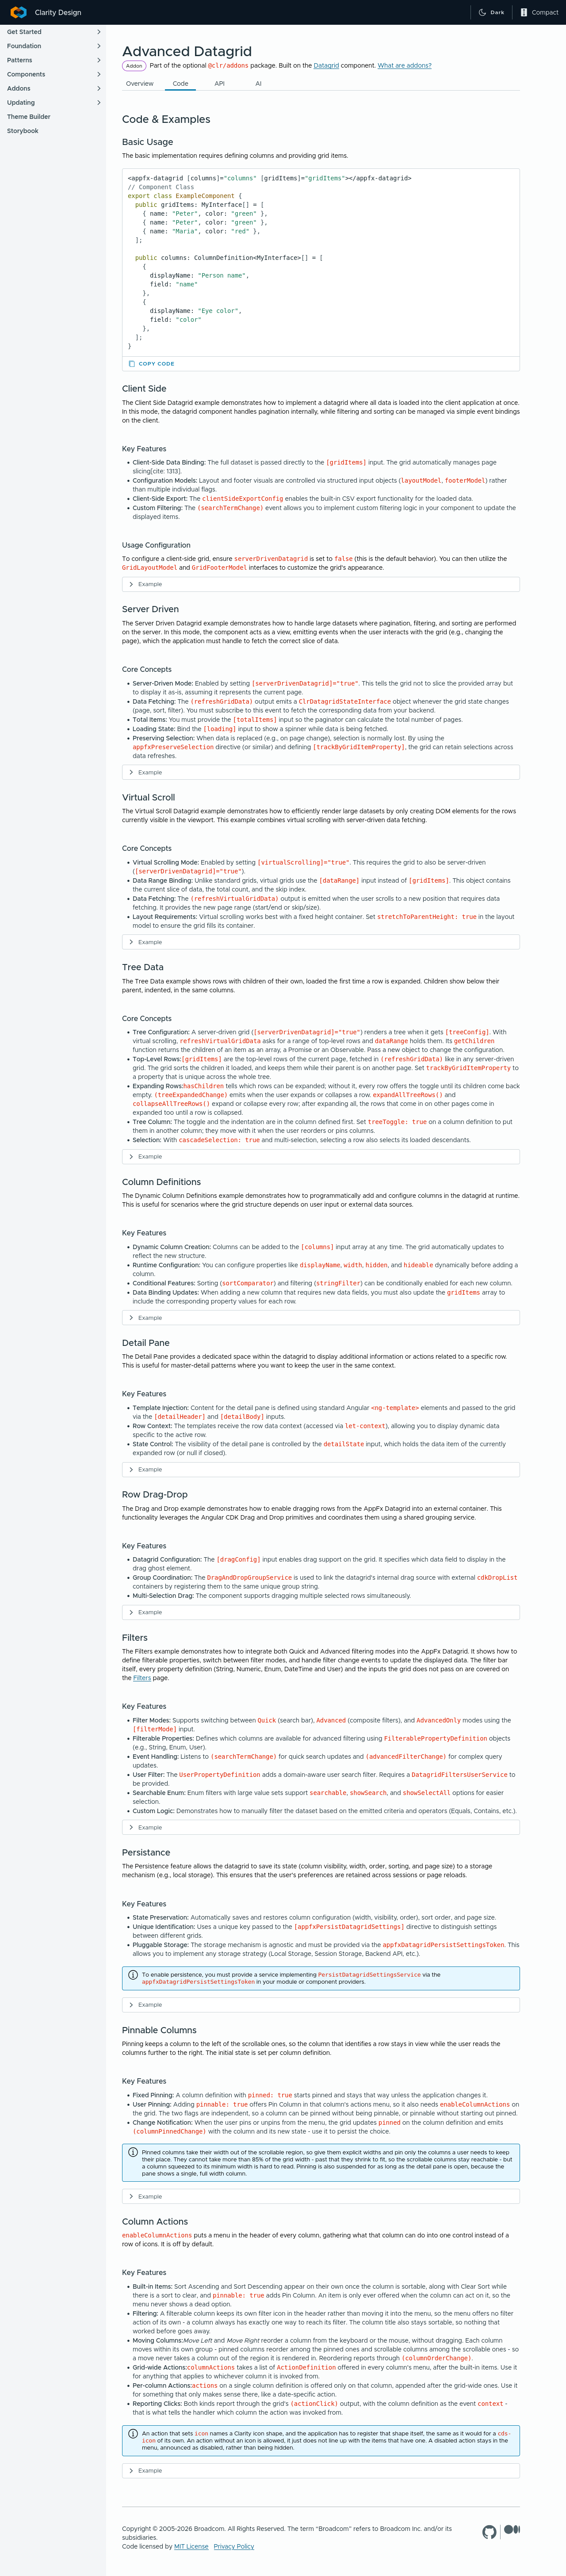 Clarity Design
Dark
Compact
Get Started
Foundation
Patterns
Components
Addons
Updating
Theme Builder
Storybook
Advanced Datagrid
Addon Part of the optional @clr/addons package. Built on the Datagrid component. What are addons?
Overview
Code
API
AI
Code & Examples
Basic Usage
The basic implementation requires defining columns and providing grid items.
<appfx-datagrid [columns]="columns" [gridItems]="gridItems"></appfx-datagrid>
// Component Class
export class ExampleComponent {
public gridItems: MyInterface[] = [
{ name: "Peter", color: "green" },
{ name: "Peter", color: "green" },
{ name: "Maria", color: "red" },
];
public columns: ColumnDefinition<MyInterface>[] = [
{
displayName: "Person name",
field: "name"
},
{
displayName: "Eye color",
field: "color"
},
];
}
COPY CODE
Client Side
The Client Side Datagrid example demonstrates how to implement a datagrid where all data is loaded into the client application at once.
In this mode, the datagrid component handles pagination internally, while filtering and sorting can be managed via simple event bindings
on the client.
Key Features
• Client-Side Data Binding: The full dataset is passed directly to the [gridItems] input. The grid automatically manages page
slicing[cite: 1313].
• Configuration Models: Layout and footer visuals are controlled via structured input objects (layoutModel, footerModel) rather
than multiple individual flags.
• Client-Side Export: The clientSideExportConfig enables the built-in CSV export functionality for the loaded data.
• Custom Filtering: The (searchTermChange) event allows you to implement custom filtering logic in your component to update the
displayed items.
Usage Configuration
To configure a client-side grid, ensure serverDrivenDatagrid is set to false (this is the default behavior). You can then utilize the
GridLayoutModel and GridFooterModel interfaces to customize the grid's appearance.
Example
Server Driven
The Server Driven Datagrid example demonstrates how to handle large datasets where pagination, filtering, and sorting are performed
on the server. In this mode, the component acts as a view, emitting events when the user interacts with the grid (e.g., changing the
page), which the application must handle to fetch the correct slice of data.
Core Concepts
• Server-Driven Mode: Enabled by setting [serverDrivenDatagrid]="true". This tells the grid not to slice the provided array but
to display it as-is, assuming it represents the current page.
• Data Fetching: The (refreshGridData) output emits a ClrDatagridStateInterface object whenever the grid state changes
(page, sort, filter). You must subscribe to this event to fetch the corresponding data from your backend.
• Total Items: You must provide the [totalItems] input so the paginator can calculate the total number of pages.
• Loading State: Bind the [loading] input to show a spinner while data is being fetched.
• Preserving Selection: When data is replaced (e.g., on page change), selection is normally lost. By using the
appfxPreserveSelection directive (or similar) and defining [trackByGridItemProperty], the grid can retain selections across
data refreshes.
Example
Virtual Scroll
The Virtual Scroll Datagrid example demonstrates how to efficiently render large datasets by only creating DOM elements for the rows
currently visible in the viewport. This example combines virtual scrolling with server-driven data fetching.
Core Concepts
• Virtual Scrolling Mode: Enabled by setting [virtualScrolling]="true". This requires the grid to also be server-driven
([serverDrivenDatagrid]="true").
• Data Range Binding: Unlike standard grids, virtual grids use the [dataRange] input instead of [gridItems]. This object contains
the current slice of data, the total count, and the skip index.
• Data Fetching: The (refreshVirtualGridData) output is emitted when the user scrolls to a new position that requires data
fetching. It provides the new page range (start/end or skip/size).
• Layout Requirements: Virtual scrolling works best with a fixed height container. Set stretchToParentHeight: true in the layout
model to ensure the grid fills its container.
Example
Tree Data
The Tree Data example shows rows with children of their own, loaded the first time a row is expanded. Children show below their
parent, indented, in the same columns.
Core Concepts
• Tree Configuration: A server-driven grid ([serverDrivenDatagrid]="true") renders a tree when it gets [treeConfig]. With
virtual scrolling, refreshVirtualGridData asks for a range of top-level rows and dataRange holds them. Its getChildren
function returns the children of an item as an array, a Promise or an Observable. Pass a new object to change the configuration.
• Top-Level Rows:[gridItems] are the top-level rows of the current page, fetched in (refreshGridData) like in any server-driven
grid. The grid sorts the children it loaded, and keeps them while their parent is on another page. Set trackByGridItemProperty to
a property that is unique across the whole tree.
• Expanding Rows:hasChildren tells which rows can be expanded; without it, every row offers the toggle until its children come back
empty. (treeExpandedChange) emits when the user expands or collapses a row. expandAllTreeRows() and
collapseAllTreeRows() expand or collapse every row; after expanding all, the rows that come in on other pages come in
expanded too until a row is collapsed.
• Tree Column: The toggle and the indentation are in the column defined first. Set treeToggle: true on a column definition to put
them in another column; they move with it when the user reorders or pins columns.
• Selection: With cascadeSelection: true and multi-selection, selecting a row also selects its loaded descendants.
Example
Column Definitions
The Dynamic Column Definitions example demonstrates how to programmatically add and configure columns in the datagrid at runtime.
This is useful for scenarios where the grid structure depends on user input or external data sources.
Key Features
• Dynamic Column Creation: Columns can be added to the [columns] input array at any time. The grid automatically updates to
reflect the new structure.
• Runtime Configuration: You can configure properties like displayName, width, hidden, and hideable dynamically before adding a
column.
• Conditional Features: Sorting (sortComparator) and filtering (stringFilter) can be conditionally enabled for each new column.
• Data Binding Updates: When adding a new column that requires new data fields, you must also update the gridItems array to
include the corresponding property values for each row.
Example
Detail Pane
The Detail Pane provides a dedicated space within the datagrid to display additional information or actions related to a specific row.
This is useful for master-detail patterns where you want to keep the user in the same context.
Key Features
• Template Injection: Content for the detail pane is defined using standard Angular <ng-template> elements and passed to the grid
via the [detailHeader] and [detailBody] inputs.
• Row Context: The templates receive the row data context (accessed via let-context), allowing you to display dynamic data
specific to the active row.
• State Control: The visibility of the detail pane is controlled by the detailState input, which holds the data item of the currently
expanded row (or null if closed).
Example
Row Drag-Drop
The Drag and Drop example demonstrates how to enable dragging rows from the AppFx Datagrid into an external container. This
functionality leverages the Angular CDK Drag and Drop primitives and coordinates them using a shared grouping service.
Key Features
• Datagrid Configuration: The [dragConfig] input enables drag support on the grid. It specifies which data field to display in the
drag ghost element.
• Group Coordination: The DragAndDropGroupService is used to link the datagrid's internal drag source with external cdkDropList
containers by registering them to the same unique group string.
• Multi-Selection Drag: The component supports dragging multiple selected rows simultaneously.
Example
Filters
The Filters example demonstrates how to integrate both Quick and Advanced filtering modes into the AppFx Datagrid. It shows how to
define filterable properties, switch between filter modes, and handle filter change events to update the displayed data. The filter bar
itself, every property definition (String, Numeric, Enum, DateTime and User) and the inputs the grid does not pass on are covered on
the Filters page.
Key Features
• Filter Modes: Supports switching between Quick (search bar), Advanced (composite filters), and AdvancedOnly modes using the
[filterMode] input.
• Filterable Properties: Defines which columns are available for advanced filtering using FilterablePropertyDefinition objects
(e.g., String, Enum, User).
• Event Handling: Listens to (searchTermChange) for quick search updates and (advancedFilterChange) for complex query
updates.
• User Filter: The UserPropertyDefinition adds a domain-aware user search filter. Requires a DatagridFiltersUserService to
be provided.
• Searchable Enum: Enum filters with large value sets support searchable, showSearch, and showSelectAll options for easier
selection.
• Custom Logic: Demonstrates how to manually filter the dataset based on the emitted criteria and operators (Equals, Contains, etc.).
Example
Persistance
The Persistence feature allows the datagrid to save its state (column visibility, width, order, sorting, and page size) to a storage
mechanism (e.g., local storage). This ensures that the user's preferences are retained across sessions or page reloads.
Key Features
• State Preservation: Automatically saves and restores column configuration (width, visibility, order), sort order, and page size.
• Unique Identification: Uses a unique key passed to the [appfxPersistDatagridSettings] directive to distinguish settings
between different grids.
• Pluggable Storage: The storage mechanism is agnostic and must be provided via the appfxDatagridPersistSettingsToken. This
allows you to implement any storage strategy (Local Storage, Session Storage, Backend API, etc.).
To enable persistence, you must provide a service implementing PersistDatagridSettingsService via the
appfxDatagridPersistSettingsToken in your module or component providers.
Example
Pinnable Columns
Pinning keeps a column to the left of the scrollable ones, so the column that identifies a row stays in view while the user reads the
columns further to the right. The initial state is set per column definition.
Key Features
• Fixed Pinning: A column definition with pinned: true starts pinned and stays that way unless the application changes it.
• User Pinning: Adding pinnable: true offers Pin Column in that column's actions menu, so it also needs enableColumnActions on
the grid. The two flags are independent, so a column can be pinned without being pinnable, or pinnable without starting out pinned.
• Change Notification: When the user pins or unpins from the menu, the grid updates pinned on the column definition and emits
(columnPinnedChange) with the column and its new state - use it to persist the choice.
Pinned columns take their width out of the scrollable region, so give them explicit widths and pin only the columns a user needs to keep
their place. They cannot take more than 85% of the grid width - past that they shrink to fit, so the scrollable columns stay reachable - but
a column squeezed to its minimum width is hard to read. Pinning is also suspended for as long as the detail pane is open, because the
pane shows a single, full width column.
Example
Column Actions
enableColumnActions puts a menu in the header of every column, gathering what that column can do into one control instead of a
row of icons. It is off by default.
Key Features
• Built-in Items: Sort Ascending and Sort Descending appear on their own once the column is sortable, along with Clear Sort while
there is a sort to clear, and pinnable: true adds Pin Column. An item is only ever offered when the column can act on it, so the
menu never shows a dead option.
• Filtering: A filterable column keeps its own filter icon in the header rather than moving it into the menu, so the menu offers no filter
action of its own - a column always has exactly one way to reach its filter. The column title also stays sortable, so nothing that
worked before goes away.
• Moving Columns:Move Left and Move Right reorder a column from the keyboard or the mouse, without dragging. Each column
moves within its own group - pinned columns reorder among the pinned ones and scrollable columns among the scrollable ones - so
a move never takes a column out of the region it is rendered in. Reordering reports through (columnOrderChange).
• Grid-wide Actions:columnActions takes a list of ActionDefinition offered in every column's menu, after the built-in items. Use it
for anything that applies to whichever column it is invoked from.
• Per-column Actions:actions on a single column definition is offered only on that column, appended after the grid-wide ones. Use it
for something that only makes sense there, like a date-specific action.
• Reporting Clicks: Both kinds report through the grid's (actionClick) output, with the column definition as the event context -
that is what tells the handler which column the action was invoked from.
An action that sets icon names a Clarity icon shape, and the application has to register that shape itself, the same as it would for a cds-
icon of its own. An action without an icon is allowed, it just does not line up with the items that have one. A disabled action stays in the
menu, announced as disabled, rather than being hidden.
Example
Copyright © 2005-2026 Broadcom. All Rights Reserved. The term "Broadcom" refers to Broadcom Inc. and/or its
subsidiaries.
Code licensed by MIT License Privacy Policy